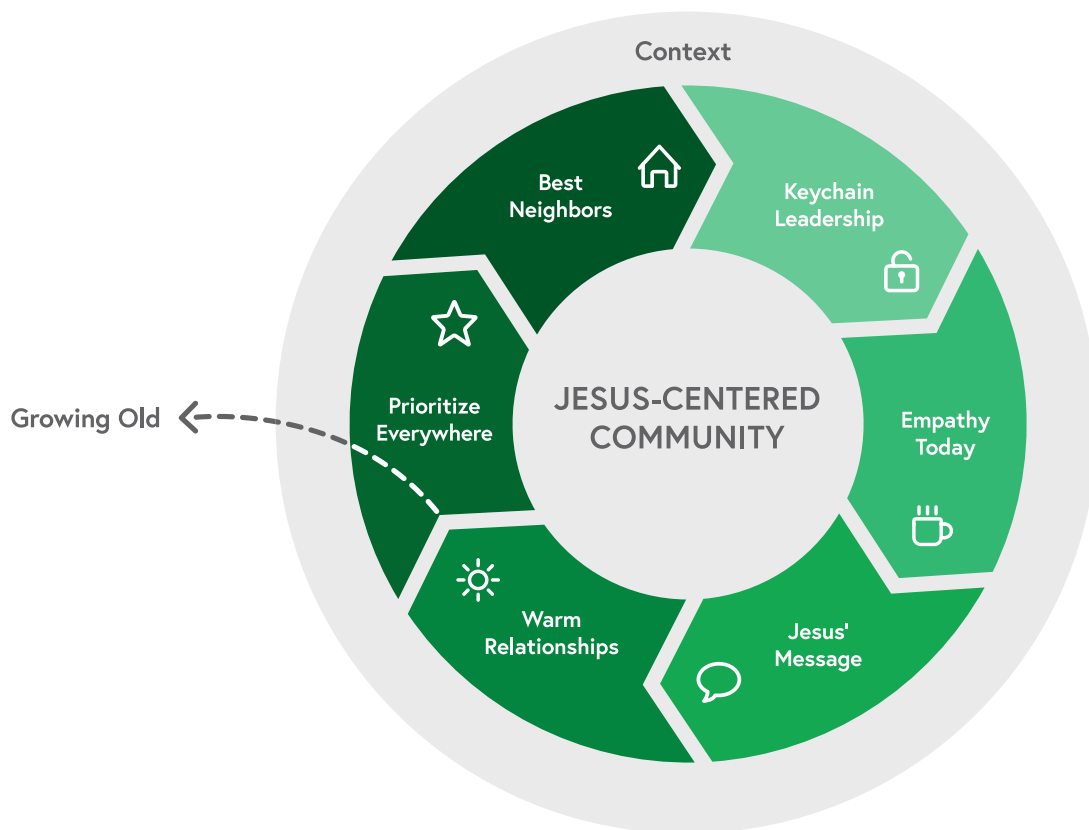 Context
Keychain
Leadership
Empathy
Today
Jesus'
Message
Warm
Relationships
Prioritize
Everywhere
Best
Neighbors
JESUS-CENTERED
COMMUNITY
Growing Old